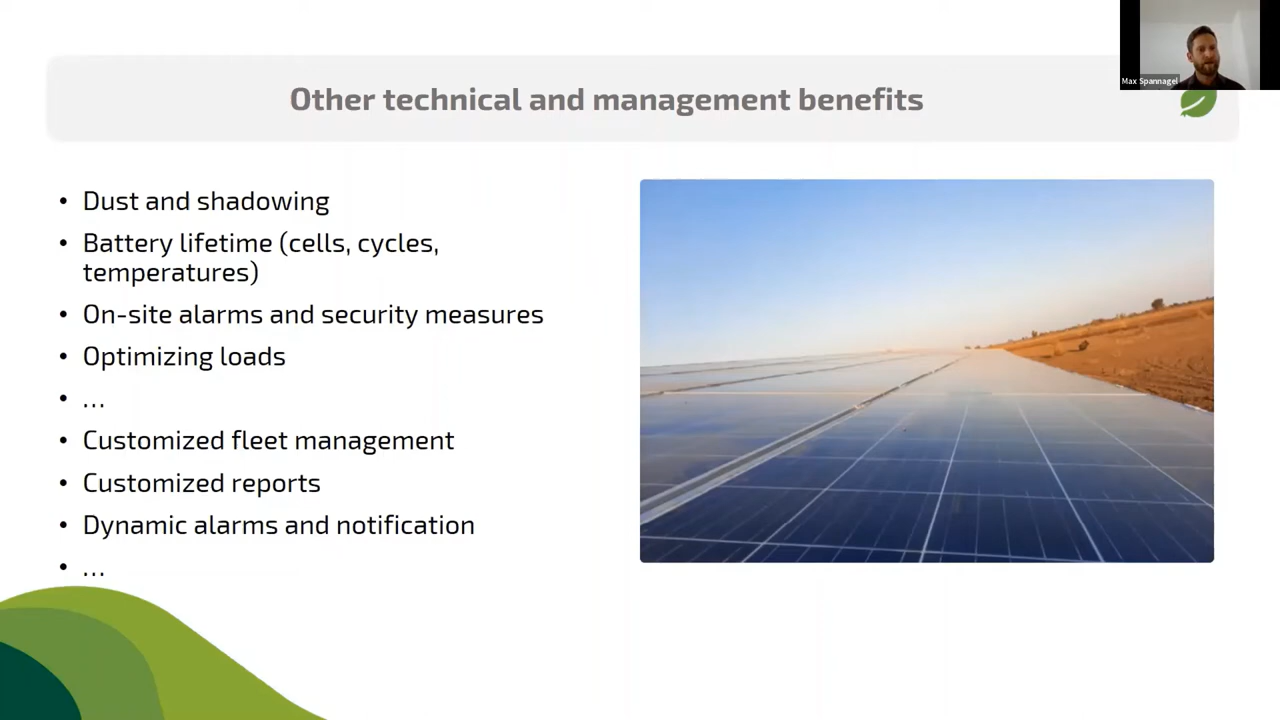 Other technical and management benefits
Max Spannagel
• Dust and shadowing
• Battery lifetime (cells, cycles,
temperatures)
• On-site alarms and security measures
• Optimizing loads
• ...
• Customized fleet management
• Customized reports
• Dynamic alarms and notification
• ...